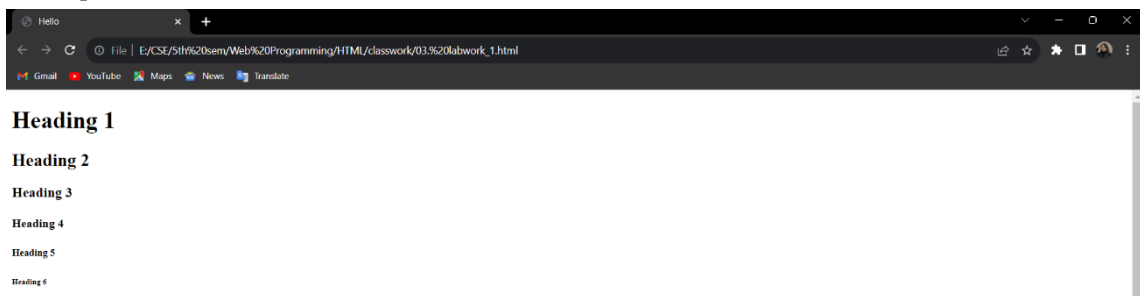 Hello
File E:/CSE/5th%20sem/Web%20Programming/HTML/classwork/03.%20labwork_1.html
Gmail YouTube Maps News Translate
Heading 1
Heading 2
Heading 3
Heading 4
Heading 5
Heading 6